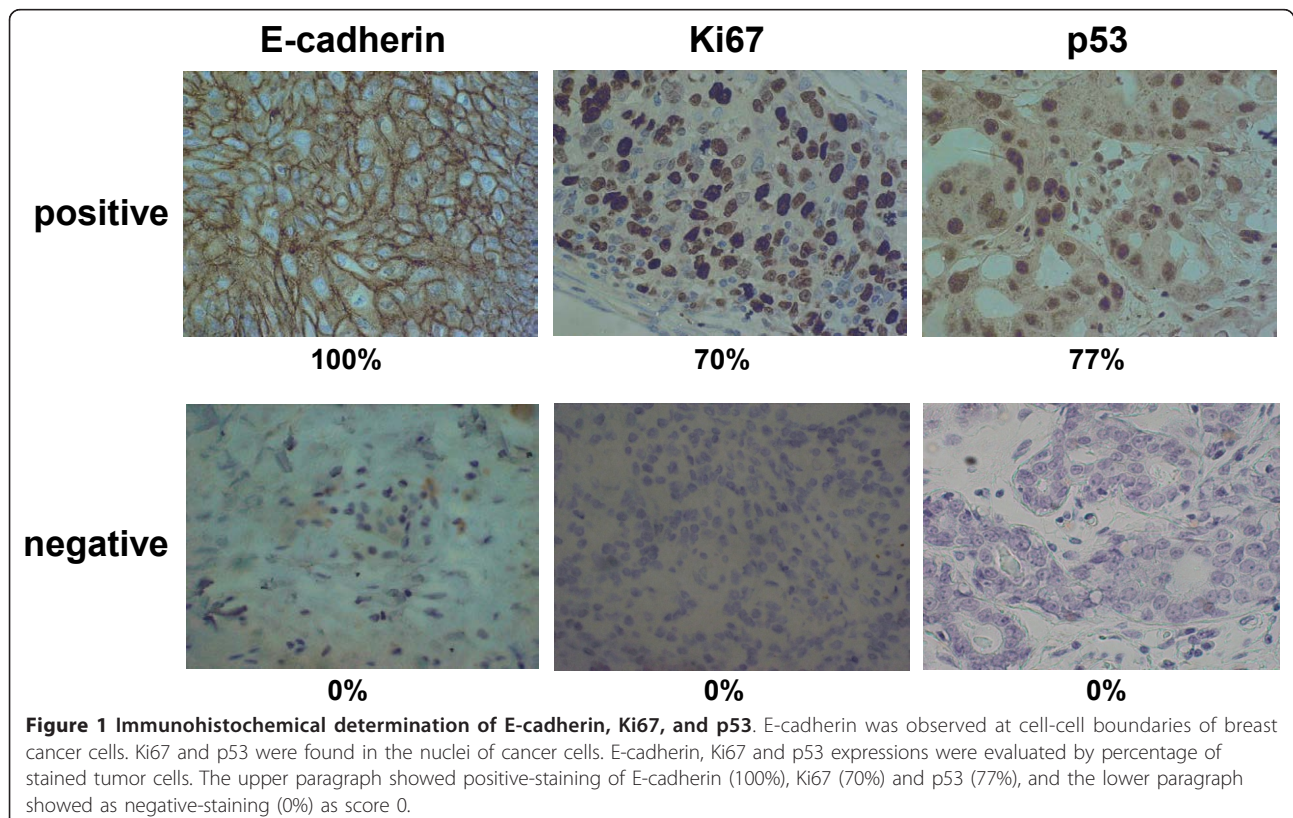 E-cadherin Ki67 p53
positive
100% 70% 77%
negative
0% 0% 0%
Figure 1 Immunohistochemical determination of E-cadherin, Ki67, and p53. E-cadherin was observed at cell-cell boundaries of breast
cancer cells. Ki67 and p53 were found in the nuclei of cancer cells. E-cadherin, Ki67 and p53 expressions were evaluated by percentage of
stained tumor cells. The upper paragraph showed positive-staining of E-cadherin (100%), Ki67 (70%) and p53 (77%), and the lower paragraph
showed as negative-staining (0%) as score 0.